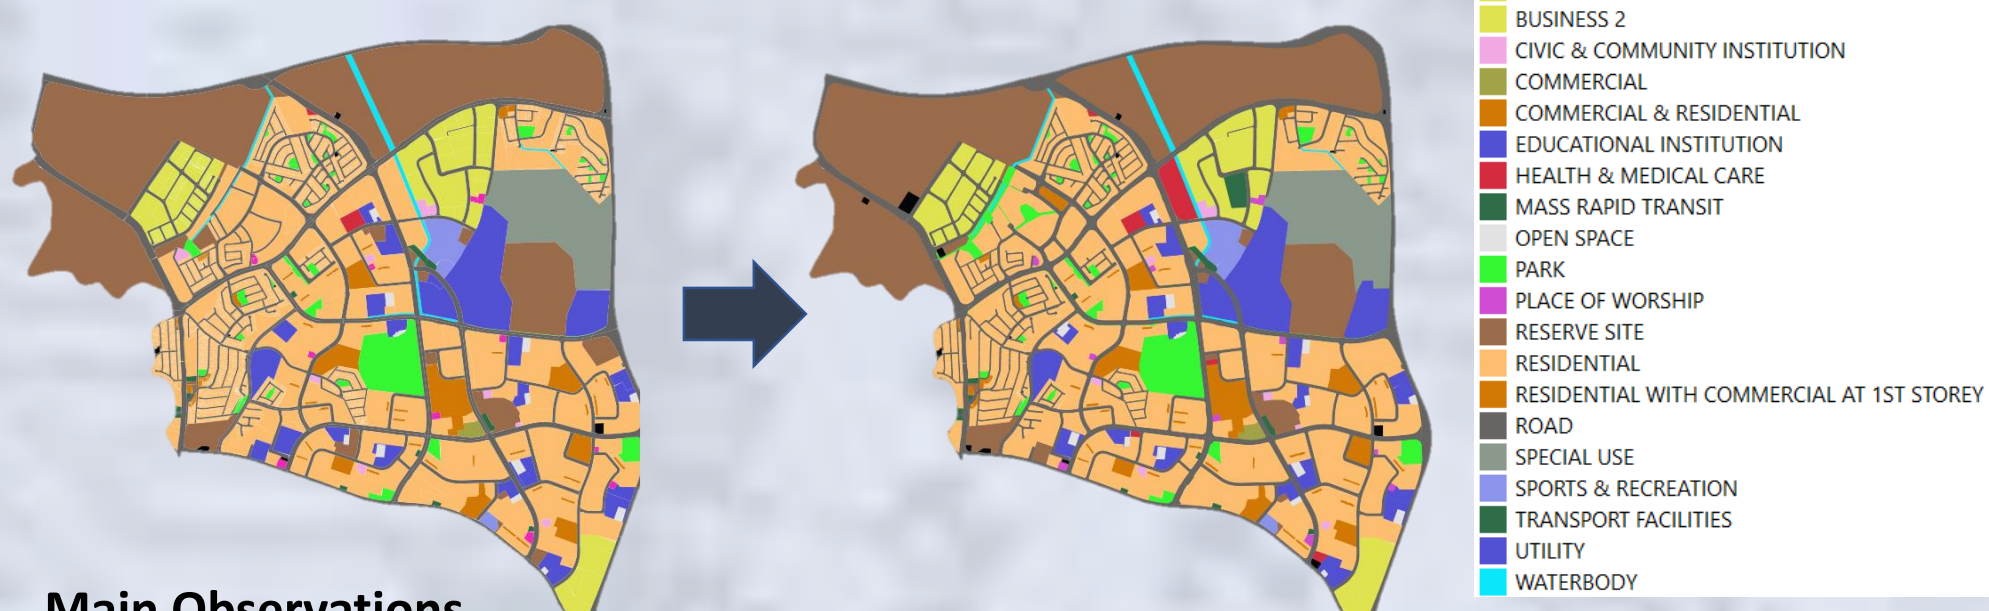 BUSINESS 2
CIVIC & COMMUNITY INSTITUTION
COMMERCIAL
COMMERCIAL & RESIDENTIAL
EDUCATIONAL INSTITUTION
HEALTH & MEDICAL CARE
MASS RAPID TRANSIT
OPEN SPACE
PARK
PLACE OF WORSHIP
RESERVE SITE
RESIDENTIAL
RESIDENTIAL WITH COMMERCIAL AT 1ST STOREY
ROAD
SPECIAL USE
SPORTS & RECREATION
TRANSPORT FACILITIES
UTILITY
WATERBODY
Main Observations